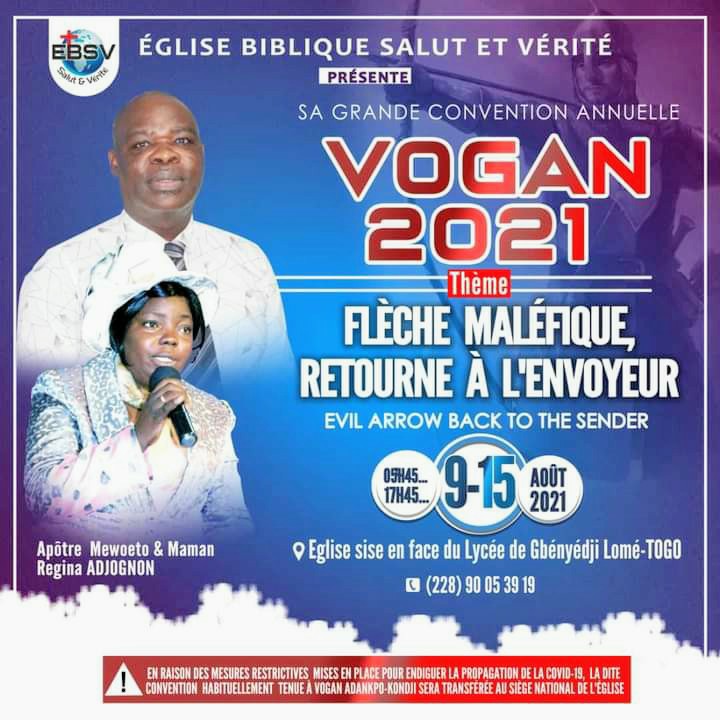 EBSV
Salut & Vérité
ÉGLISE BIBLIQUE SALUT ET VÉRITÉ
PRÉSENTE
SA GRANDE CONVENTION ANNUELLE
VOGAN
2021
Thème
FLÈCHE MALÉFIQUE,
RETOURNE À L'ENVOYEUR
EVIL ARROW BACK TO THE SENDER
17H45...
9-15
AOÛT
2021
Apôtre Mewoeto & Maman
Regina ADJOGNON
Eglise sise en face du Lycée de Gbényédji Lomé-TOGO
(228) 90 05 39 19
EN RAISON DES MESURES RESTRICTIVES MISES EN PLACE POUR ENDIGUER LA PROPAGATION DE LA COVID-19, LA DITE
CONVENTION HABITUELLEMENT TENUE À VOGAN ADANKPO-KONDJI SERA TRANSFÉRÉE AU SIÈGE NATIONAL DE L'ÉGLISE